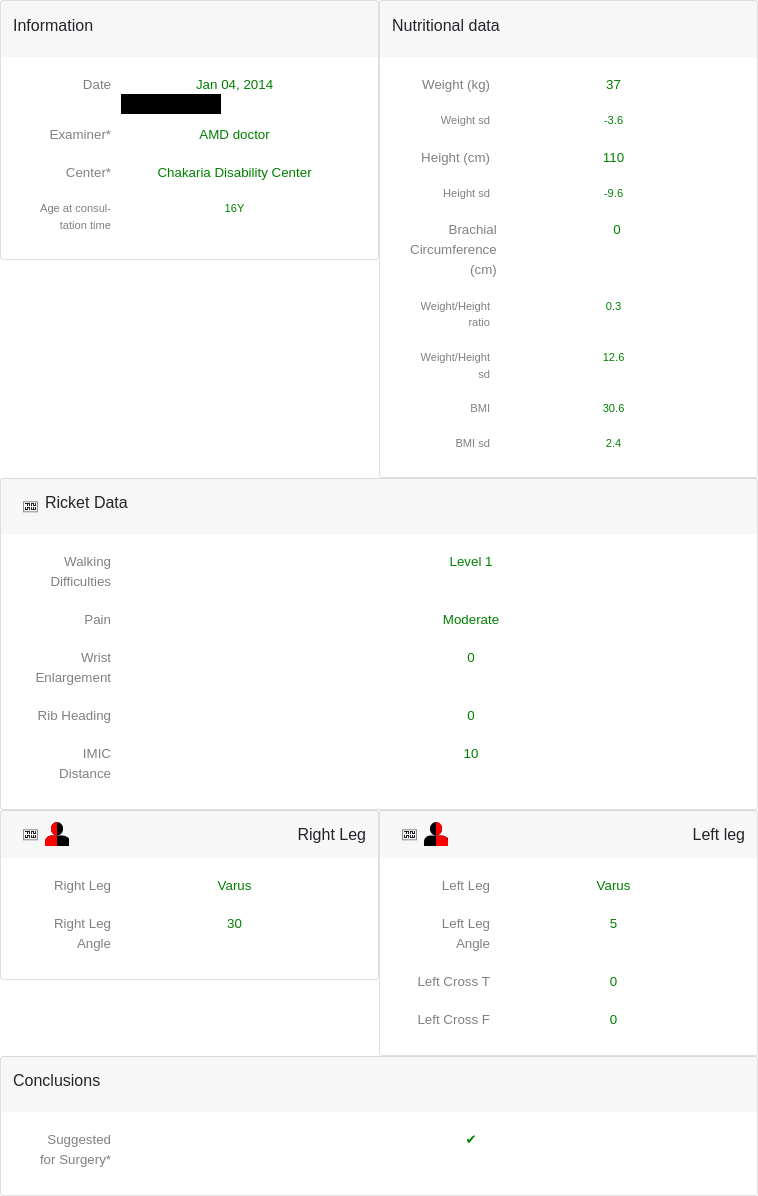 Information
Date Jan 04, 2014
Examiner* AMD doctor
Center* Chakaria Disability Center
Age at consul-
tation time 16Y
Nutritional data
Weight (kg) 37
Weight sd -3.6
Height (cm) 110
Height sd -9.6
Brachial 0
Circumference
(cm)
Weight/Height 0.3
ratio
Weight/Height 12.6
sd
BMI 30.6
BMI sd 2.4
Ricket Data
Walking Level 1
Difficulties
Pain Moderate
Wrist 0
Enlargement
Rib Heading 0
IMIC 10
Distance
Right Leg
Right Leg Varus
Right Leg 30
Angle
Left leg
Left Leg Varus
Left Leg 5
Angle
Left Cross T 0
Left Cross F 0
Conclusions
Suggested ✔
for Surgery*